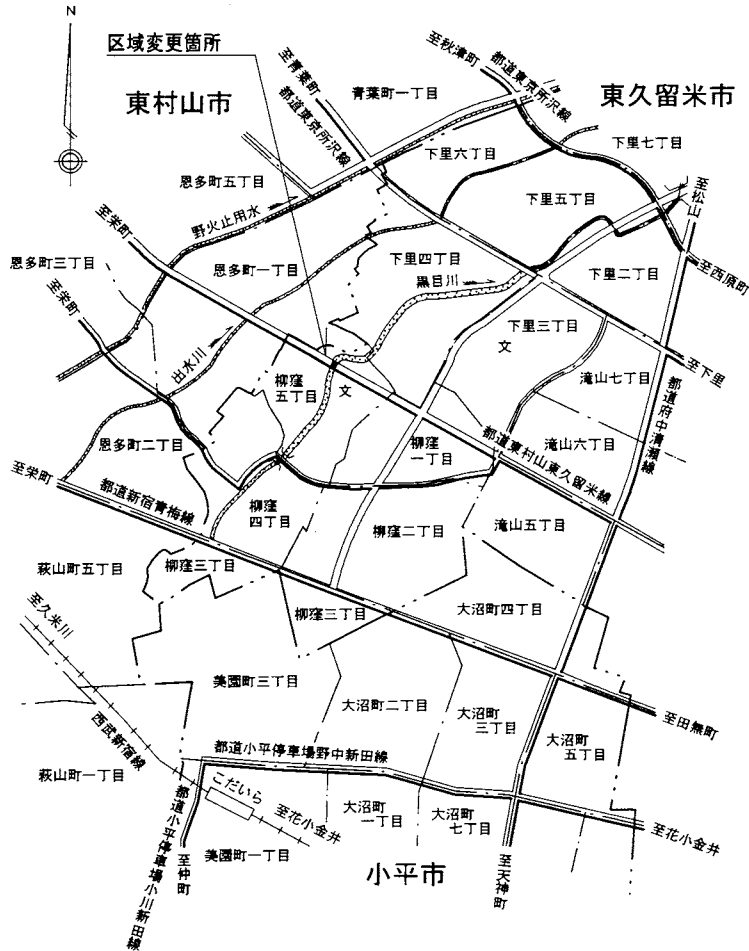 N
区域変更箇所
東村山市
至青葉町
都道東京所沢線
青葉町一丁目
至秋津町
都道東京所沢線
東久留米市
下里七丁目
下里六丁目
恩多町五丁目
野火止用水
下里五丁目
至松山
至栄町
恩多町三丁目
恩多町一丁目
下里四丁目
黒目川
下里二丁目
至西原町
至栄町
出水川
下里三丁目
文
至下里
柳窪
五丁目
文
滝山七丁目
都道府中清瀬線
恩多町二丁目
柳窪
一丁目
都道東村山東久留米線
滝山六丁目
至栄町
都道新宿青梅線
柳窪
四丁目
柳窪二丁目
滝山五丁目
萩山町五丁目
柳窪三丁目
至久米川
柳窪三丁目
大沼町四丁目
美園町三丁目
大沼町二丁目
大沼町
三丁目
至田無町
大沼町
五丁目
西武新宿線
都道小平停車場野中新田線
萩山町一丁目
こだいら
至花小金井
大沼町
一丁目
大沼町
七丁目
至花小金井
都道小平停車場小川新田線
至仲町
美園町一丁目
小平市
至天神町